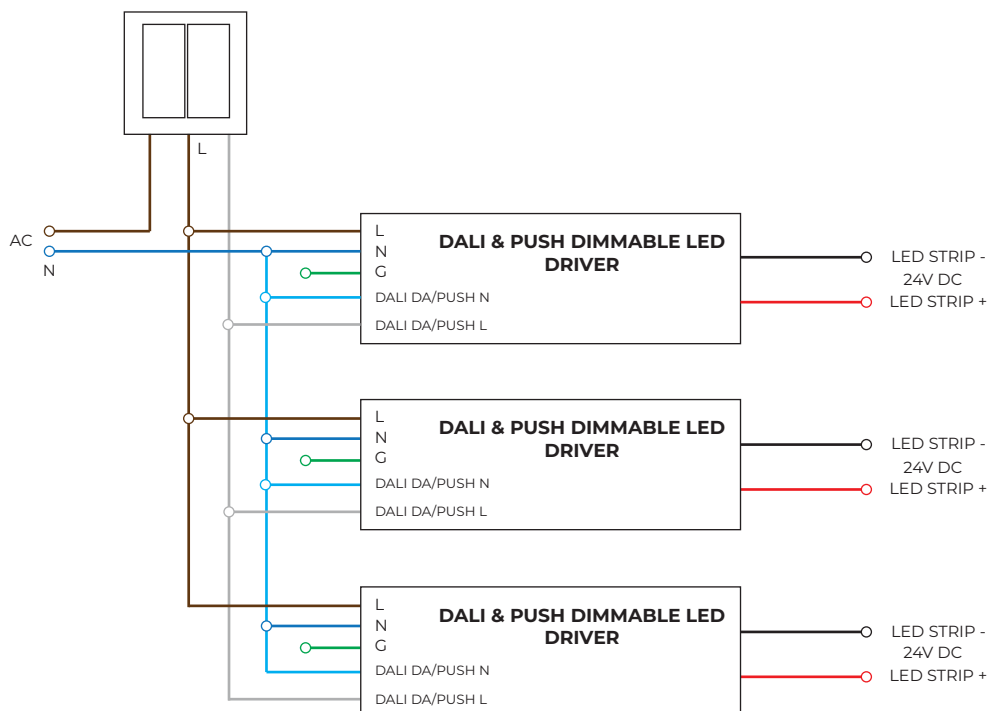 L
AC
N
L
N
G
DALI DA/PUSH N
DALI DA/PUSH L
DALI & PUSH DIMMABLE LED
DRIVER
LED STRIP -
24V DC
LED STRIP +
L
N
G
DALI DA/PUSH N
DALI DA/PUSH L
DALI & PUSH DIMMABLE LED
DRIVER
LED STRIP -
24V DC
LED STRIP +
L
N
G
DALI DA/PUSH N
DALI DA/PUSH L
DALI & PUSH DIMMABLE LED
DRIVER
LED STRIP -
24V DC
LED STRIP +